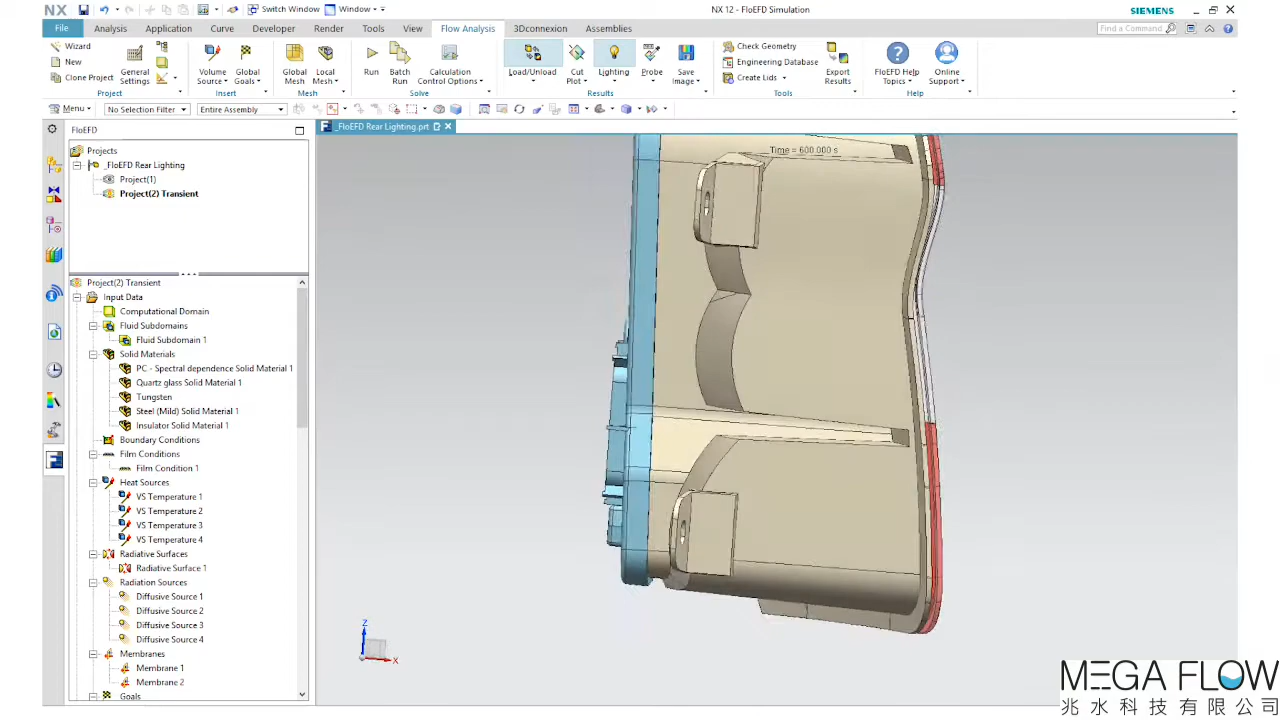 NX Switch Window Window NX 12 - FloEFD Simulation SIEMENS
File Analysis Application Curve Developer Render Tools View Flow Analysis 3Dconnexion Assemblies Find a Command
Wizard
New
Clone Project
General Settings
Project
Volume Source
Global Goals
Insert
Global Mesh
Local Mesh
Mesh
Run
Batch Run
Calculation Control Options
Solve
Load/Unload
Cut Plot
Lighting
Probe
Save Image
Results
Check Geometry
Engineering Database
Create Lids
Export Results
Tools
FloEFD Help Topics
Online Support
Help
Menu No Selection Filter Entire Assembly
FloEFD
_FloEFD Rear Lighting.prt
Projects
_FloEFD Rear Lighting
Project(1)
Project(2) Transient
Project(2) Transient
Input Data
Computational Domain
Fluid Subdomains
Fluid Subdomain 1
Solid Materials
PC - Spectral dependence Solid Material 1
Quartz glass Solid Material 1
Tungsten
Steel (Mild) Solid Material 1
Insulator Solid Material 1
Boundary Conditions
Film Conditions
Film Condition 1
Heat Sources
VS Temperature 1
VS Temperature 2
VS Temperature 3
VS Temperature 4
Radiative Surfaces
Radiative Surface 1
Radiation Sources
Diffusive Source 1
Diffusive Source 2
Diffusive Source 3
Diffusive Source 4
Membranes
Membrane 1
Membrane 2
Goals
Time = 600.000 s
Z
X
MEGA FLOW
兆水科技有限公司